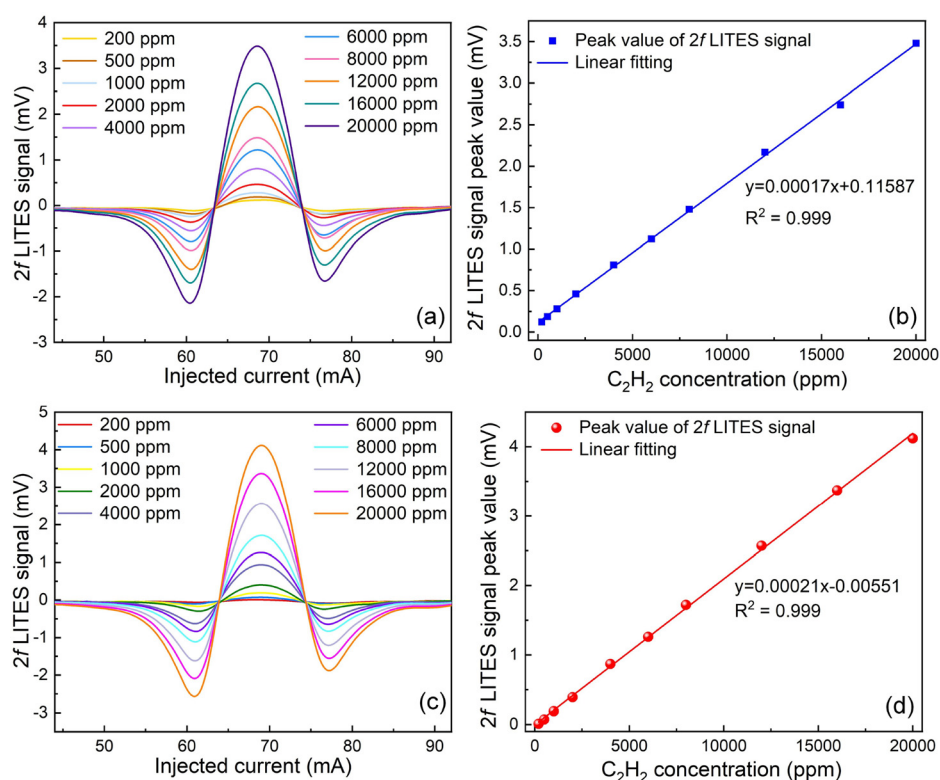 4
3
2
1
0
-1
-2
-3
2f LITES signal (mV)
200 ppm
500 ppm
1000 ppm
2000 ppm
4000 ppm
6000 ppm
8000 ppm
12000 ppm
16000 ppm
20000 ppm
(a)
50 60 70 80 90
Injected current (mA)
3.5
3.0
2.5
2.0
1.5
1.0
0.5
0.0
2f LITES signal peak value (mV)
Peak value of 2f LITES signal
Linear fitting
y=0.00017x+0.11587
R² = 0.999
(b)
0 5000 10000 15000 20000
C₂H₂ concentration (ppm)
5
4
3
2
1
0
-1
-2
-3
2f LITES signal (mV)
200 ppm
500 ppm
1000 ppm
2000 ppm
4000 ppm
6000 ppm
8000 ppm
12000 ppm
16000 ppm
20000 ppm
(c)
50 60 70 80 90
Injected current (mA)
4
3
2
1
0
2f LITES signal peak value (mV)
Peak value of 2f LITES signal
Linear fitting
y=0.00021x-0.00551
R² = 0.999
(d)
0 5000 10000 15000 20000
C₂H₂ concentration (ppm)